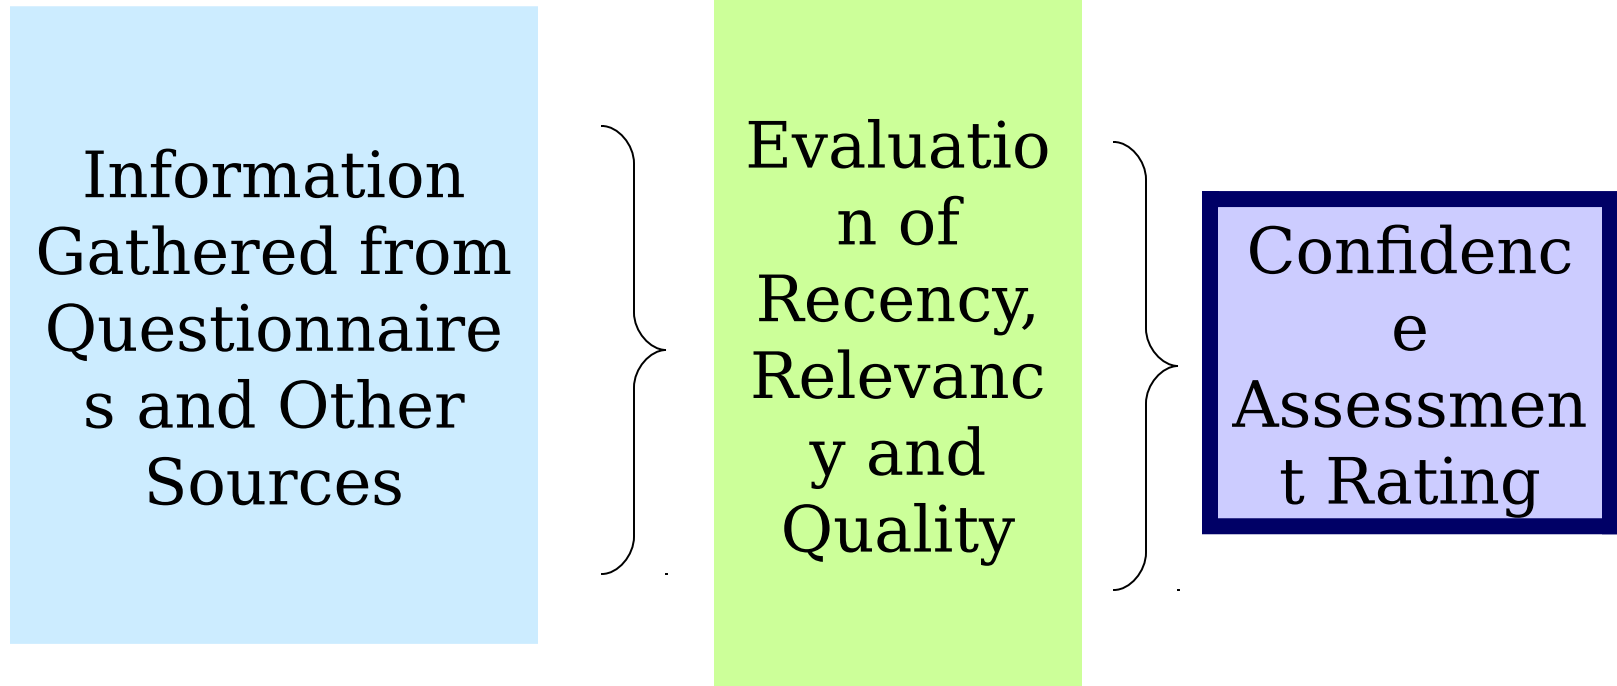 Information
Gathered from
Questionnaire
s and Other
Sources
Evaluatio
n of
Recency,
Relevanc
y and
Quality
Confidenc
e
Assessmen
t Rating